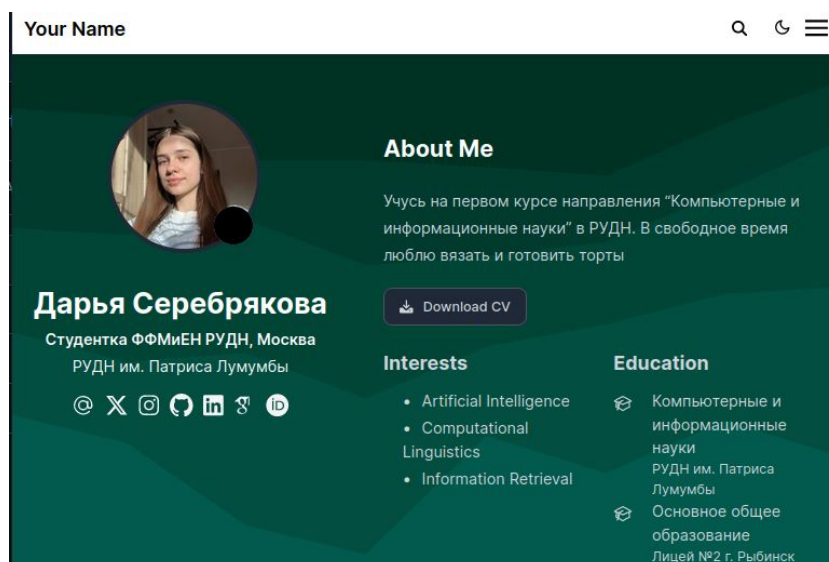 Your Name
Дарья Серебрякова
Студентка ФФМиЕН РУДН, Москва
РУДН им. Патриса Лумумбы
About Me
Учусь на первом курсе направления “Компьютерные и
информационные науки” в РУДН. В свободное время
люблю вязать и готовить торты
Download CV
Interests
• Artificial Intelligence
• Computational
Linguistics
• Information Retrieval
Education
Компьютерные и
информационные
науки
РУДН им. Патриса
Лумумбы
Основное общее
образование
Лицей №2 г. Рыбинск